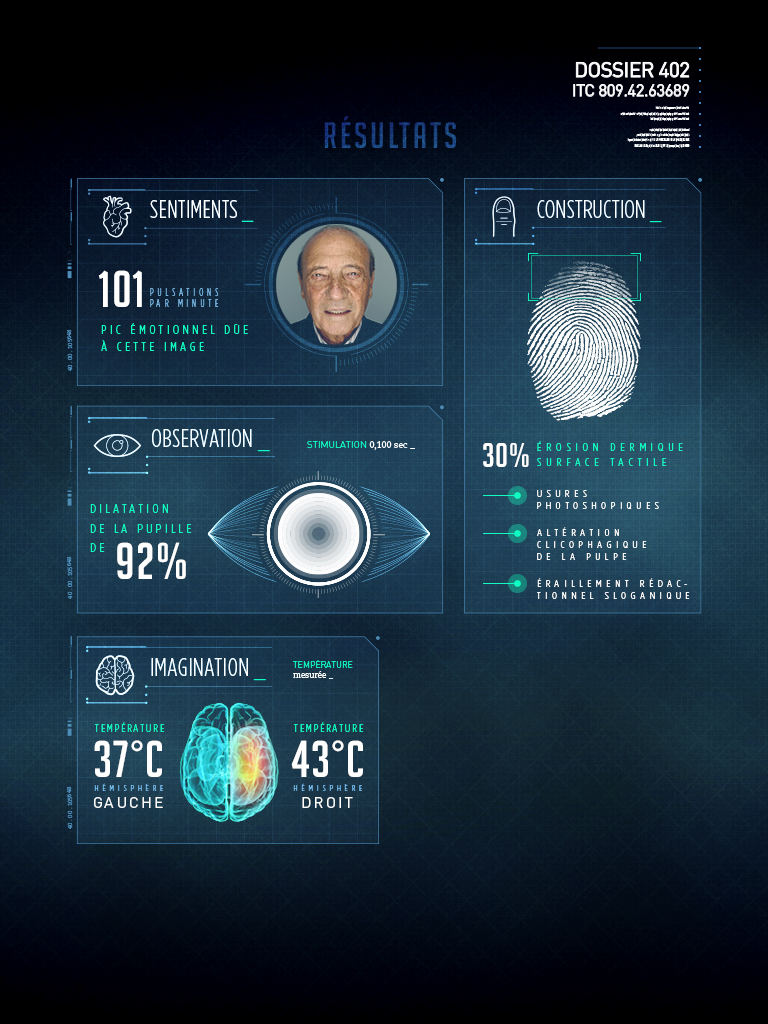 DOSSIER 402
ITC 809.42.63689
RÉSULTATS
SENTIMENTS _
101 PULSATIONS
PAR MINUTE
PIC ÉMOTIONNEL DÛE
À CETTE IMAGE
CONSTRUCTION _
30% ÉROSION DERMIQUE
SURFACE TACTILE
USURES
PHOTOSHOPIQUES
ALTÉRATION
CLICOPHAGIQUE
DE LA PULPE
ÉRAILLEMENT RÉDAC-
TIONNEL SLOGANIQUE
OBSERVATION _
STIMULATION 0,100 sec _
DILATATION
DE LA PUPILLE
DE 92%
IMAGINATION _
TEMPÉRATURE
mesurée _
TEMPÉRATURE
37°C
HÉMISPHÈRE
GAUCHE
TEMPÉRATURE
43°C
HÉMISPHÈRE
DROIT